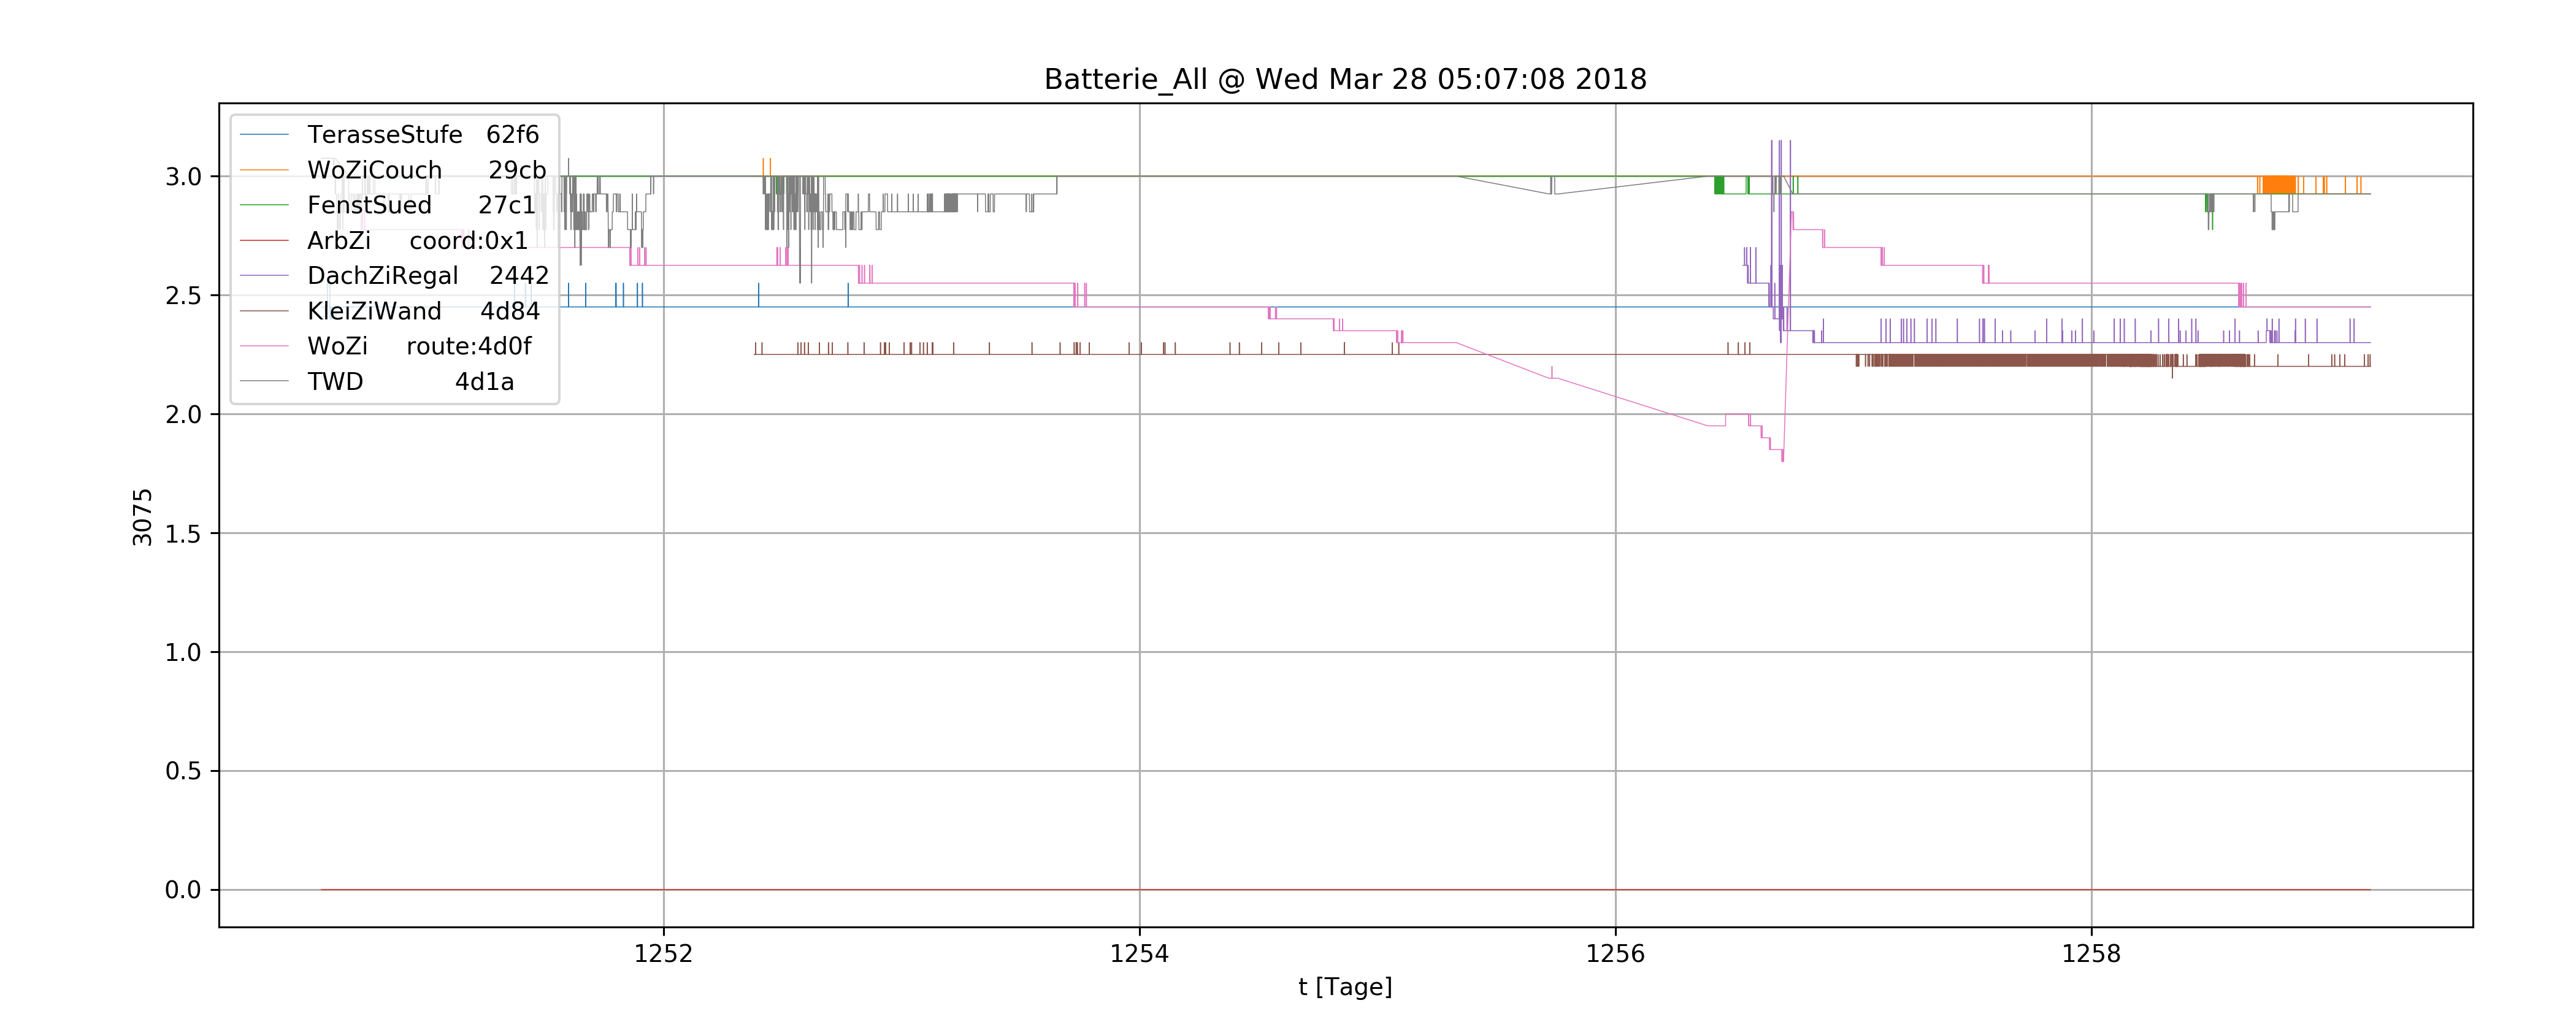 Batterie_All @ Wed Mar 28 05:07:08 2018
TerasseStufe 62f6
WoZiCouch 29cb
FenstSued 27c1
ArbZi coord:0x1
DachZiRegal 2442
KleiZiWand 4d84
WoZi route:4d0f
TWD 4d1a
3.0
2.5
2.0
1.5
1.0
0.5
0.0
3075
1252 1254 1256 1258
t [Tage]